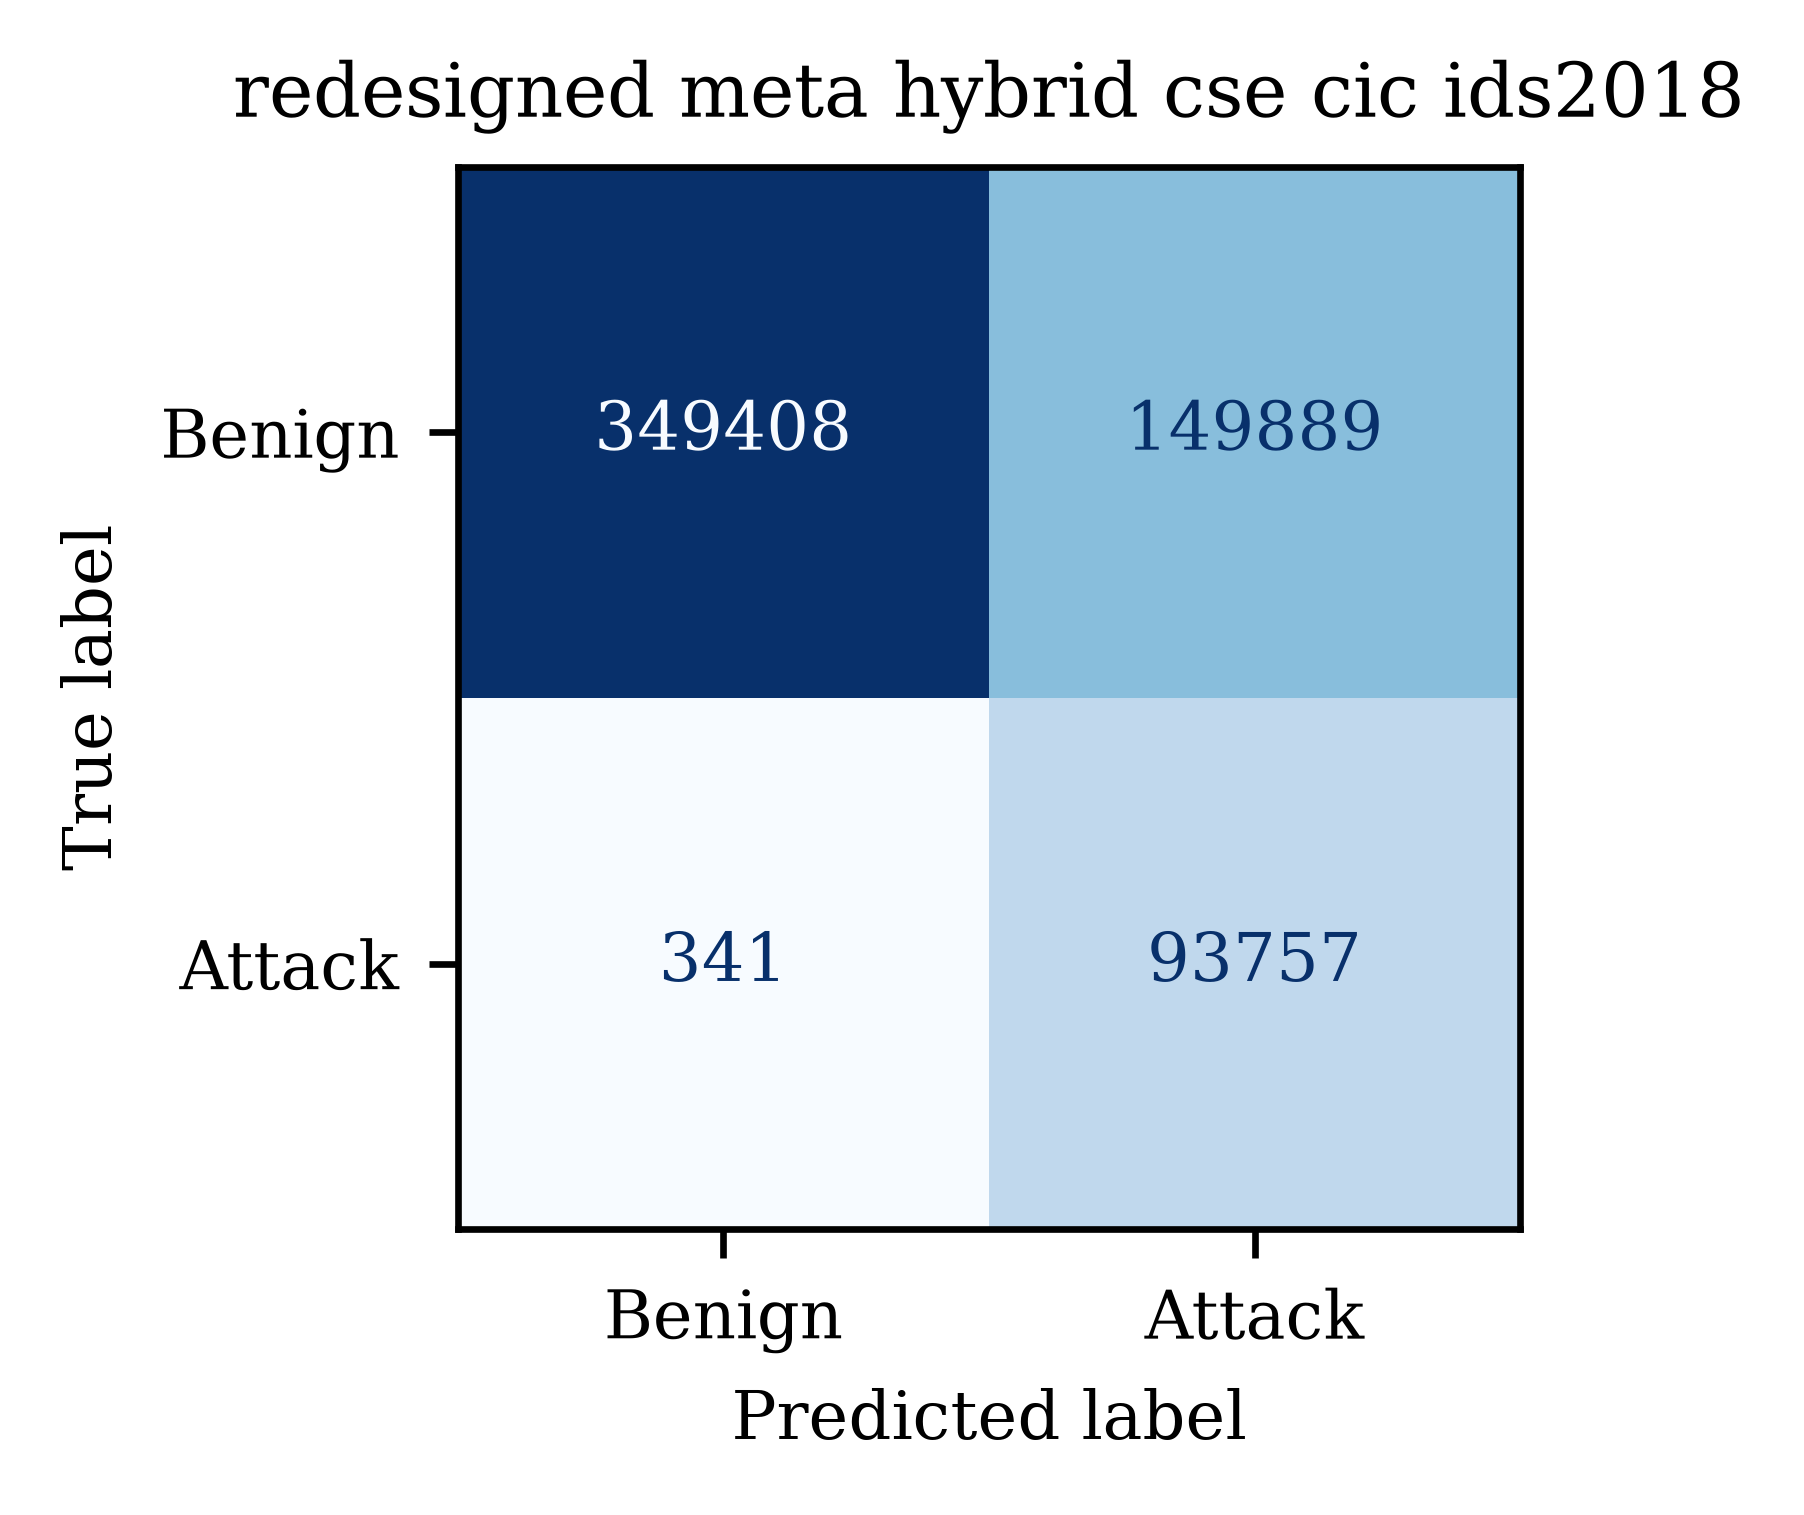 redesigned meta hybrid cse cic ids2018
True label
Benign
349408 149889
Attack
341 93757
Benign Attack
Predicted label